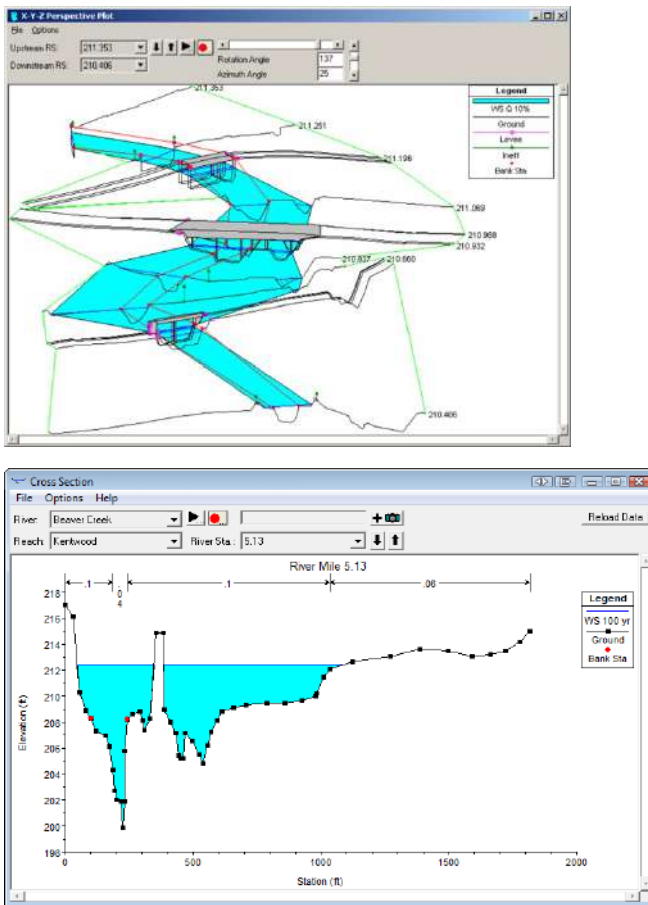 X-Y-Z Perspective Plot
File Options
Upstream RS: 211.353
Downstream RS: 210.406
Rotation Angle 137
Azimuth Angle 25
211.353
211.251
211.196
211.069
210.968
210.932
210.837 210.660
210.406
Legend
WS Q 10%
Ground
Levee
Ineff
Bank Sta
Cross Section
File Options Help
River: Beaver Creek
Reload Data
Reach: Kentwood River Sta.: 5.13
River Mile 5.13
.1 .04 .1 .06
218
216
214
212
210
208
206
204
202
200
198
Elevation (ft)
0 500 1000 1500 2000
Station (ft)
Legend
WS 100 yr
Ground
Bank Sta